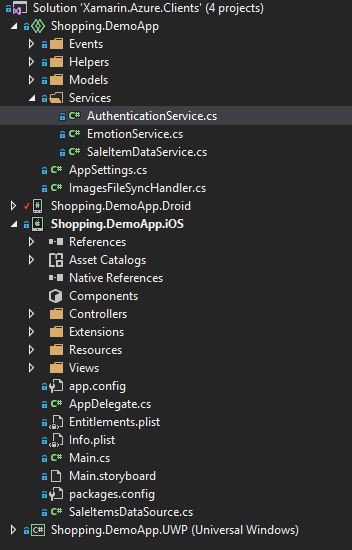 Solution 'Xamarin.Azure.Clients' (4 projects)
Shopping.DemoApp
Events
Helpers
Models
Services
C# AuthenticationService.cs
C# EmotionService.cs
C# SaleItemDataService.cs
C# AppSettings.cs
C# ImagesFileSyncHandler.cs
Shopping.DemoApp.Droid
Shopping.DemoApp.iOS
References
Asset Catalogs
Native References
Components
Controllers
Extensions
Resources
Views
app.config
C# AppDelegate.cs
Entitlements.plist
Info.plist
C# Main.cs
Main.storyboard
packages.config
C# SaleItemsDataSource.cs
C# Shopping.DemoApp.UWP (Universal Windows)